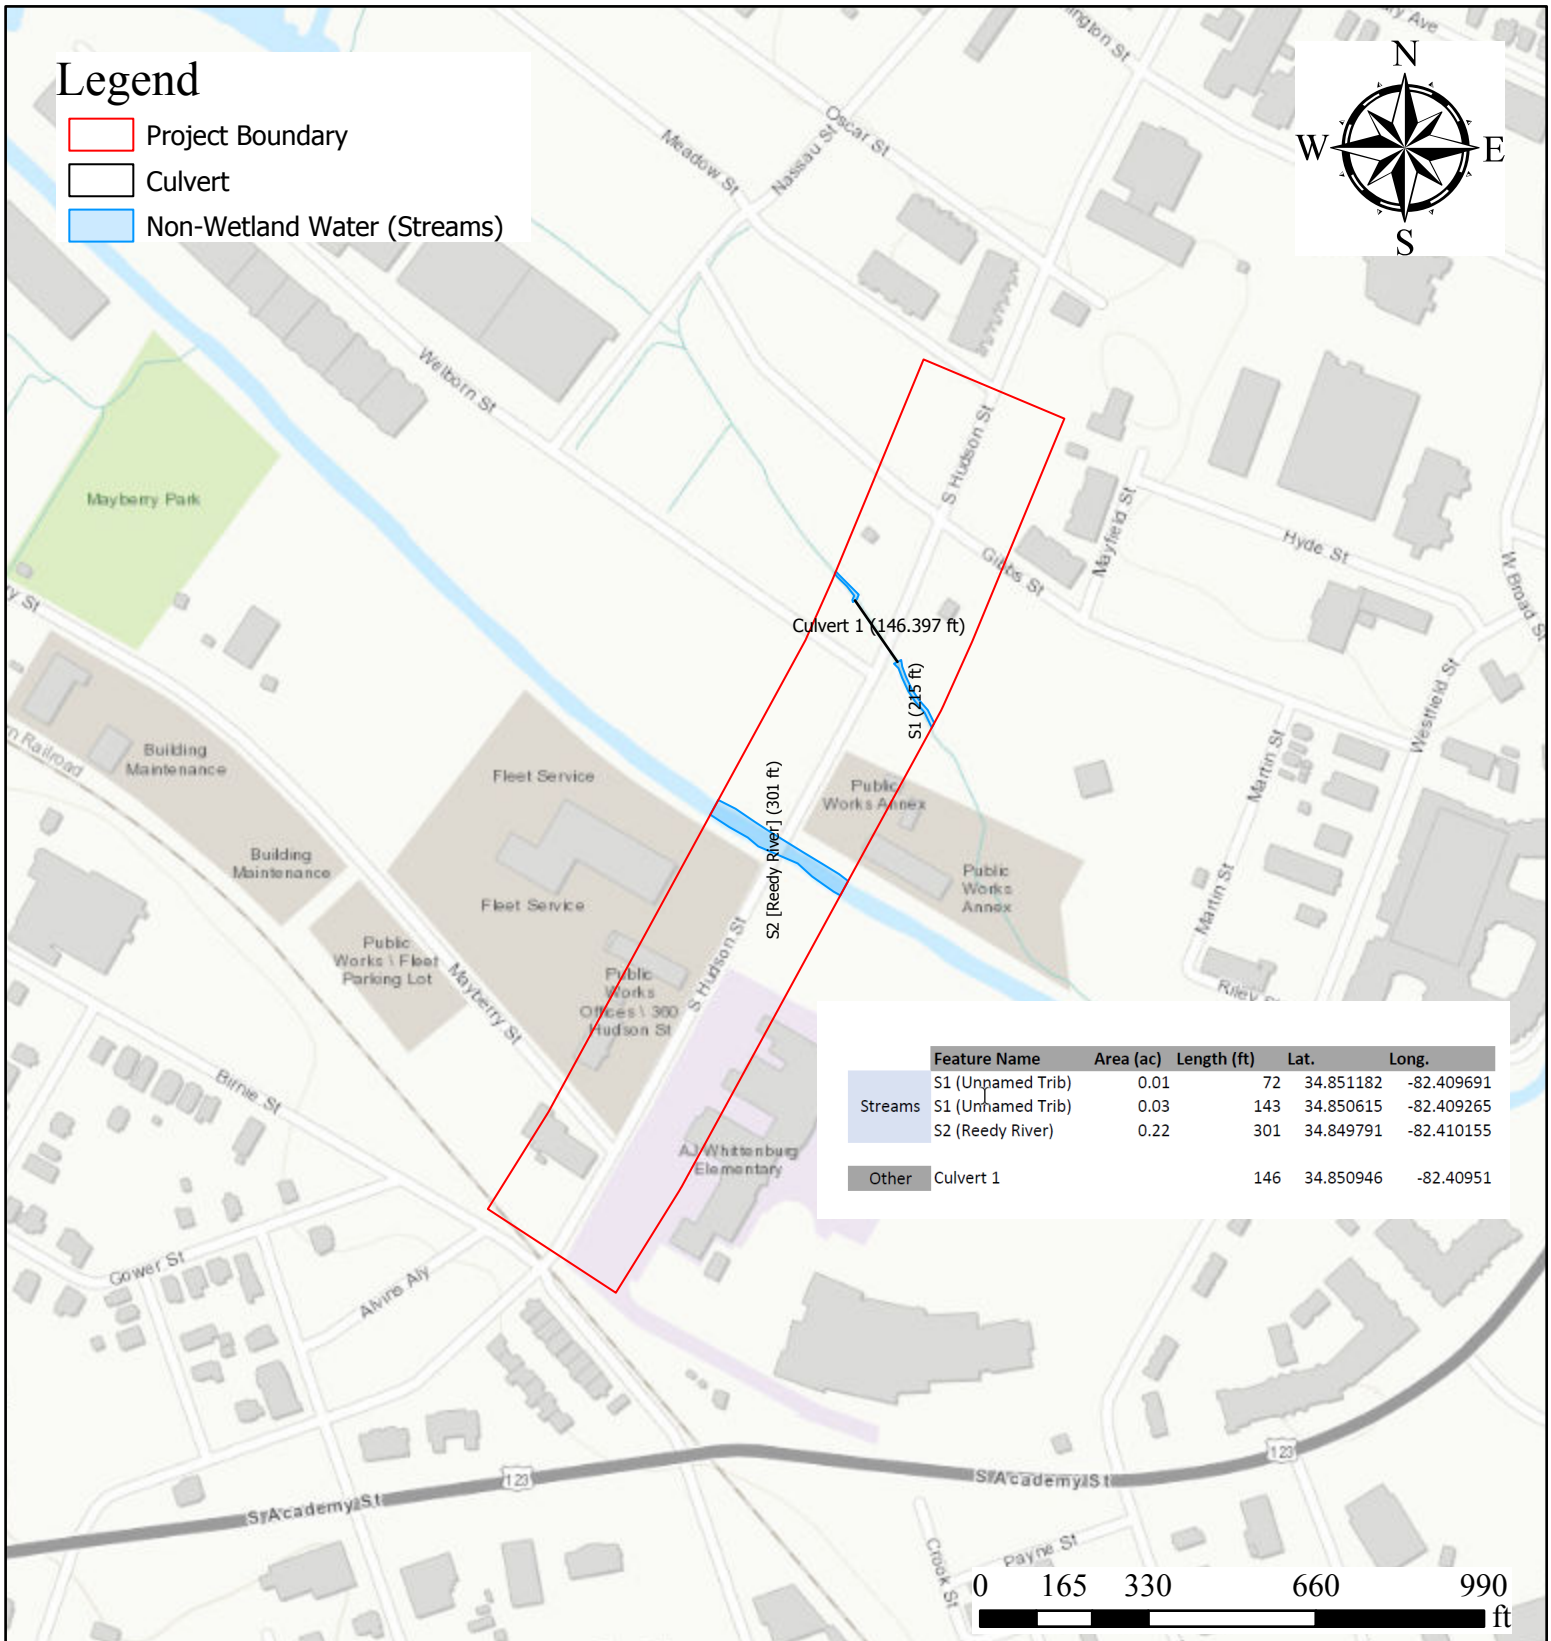 Legend
Project Boundary
Culvert
Non-Wetland Water (Streams)
N
W
E
S
Oscar St
Nassau St
Meadow St
Welborn St
Mayberry Park
S Hudson St
Gibbs St
Mayfield St
Hyde St
W Broad St
Westfield St
Culvert 1 (146.397 ft)
S1 (215 ft)
S2 [Reedy River] (301 ft)
Martin St
Martin St
Building
Maintenance
Building
Maintenance
Fleet Service
Fleet Service
Public
Works Annex
Public
Works
Annex
Public
Works \ Fleet
Parking Lot
Public
Works
Offices \ 360
Hudson St
S Hudson St
Mayberry St
Birnie St
Gower St
Alvine Aly
AJ Whittenburg
Elementary
Feature Name Area (ac) Length (ft) Lat. Long.
Streams
S1 (Unnamed Trib) 0.01 72 34.851182 -82.409691
S1 (Unnamed Trib) 0.03 143 34.850615 -82.409265
S2 (Reedy River) 0.22 301 34.849791 -82.410155
Other Culvert 1 146 34.850946 -82.40951
123
S Academy St
123
S Academy St
Crook St
Payne St
0 165 330 660 990
ft